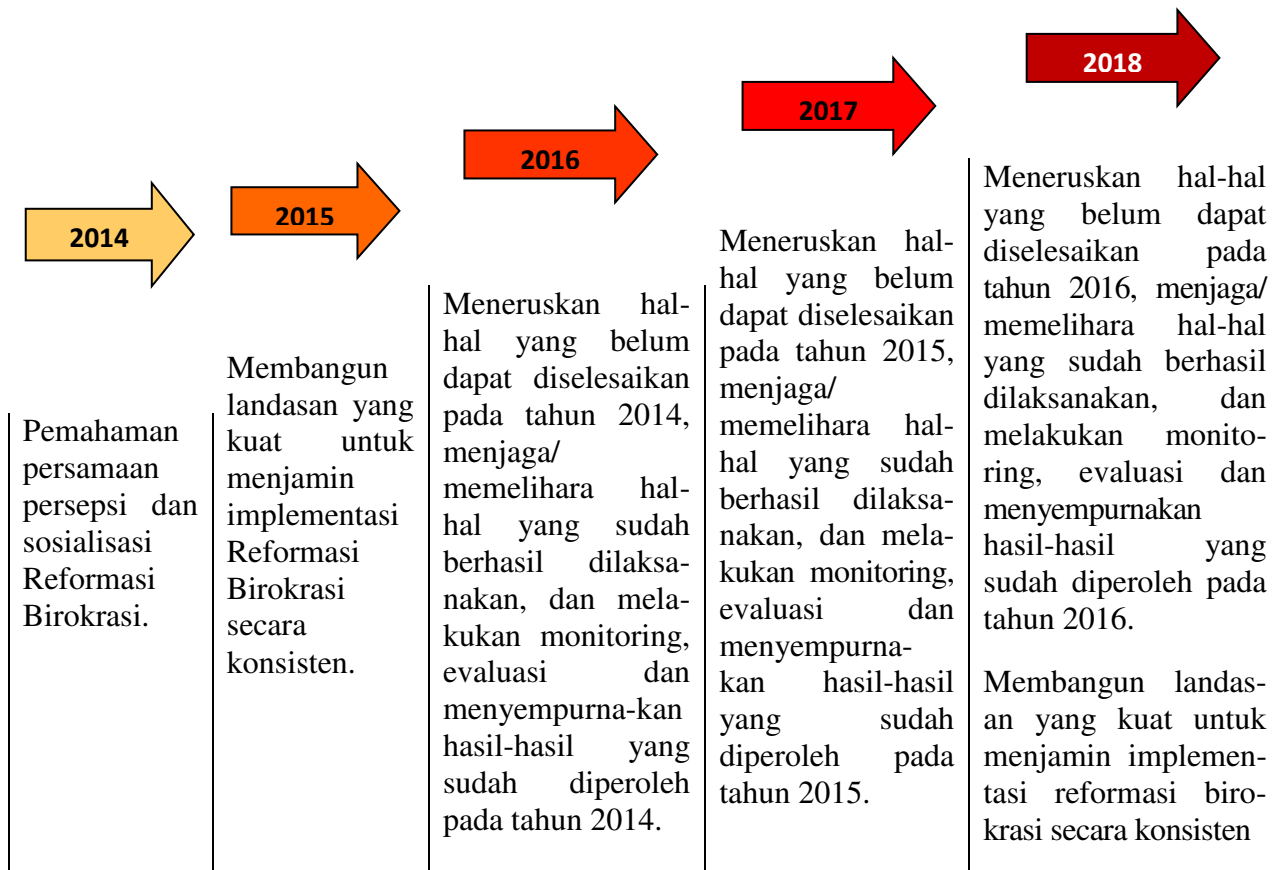 2014
Pemahaman
persamaan
persepsi dan
sosialisasi
Reformasi
Birokrasi.
2015
Membangun
landasan yang
kuat untuk
menjamin
implementasi
Reformasi
Birokrasi
secara
konsisten.
2016
Meneruskan hal-
hal yang belum
dapat diselesaikan
pada tahun 2014,
menjaga/
memelihara hal-
hal yang sudah
berhasil dilaksa-
nakan, dan mela-
kukan monitoring,
evaluasi dan
menyempurna-kan
hasil-hasil yang
sudah diperoleh
pada tahun 2014.
2017
Meneruskan hal-
hal yang belum
dapat diselesaikan
pada tahun 2015,
menjaga/
memelihara hal-
hal yang sudah
berhasil dilaksa-
nakan, dan mela-
kukan monitoring,
evaluasi dan
menyempurna-
kan hasil-hasil
yang sudah
diperoleh pada
tahun 2015.
2018
Meneruskan hal-hal
yang belum dapat
diselesaikan pada
tahun 2016, menjaga/
memelihara hal-hal
yang sudah berhasil
dilaksanakan, dan
melakukan monito-
ring, evaluasi dan
menyempurnakan
hasil-hasil yang
sudah diperoleh pada
tahun 2016.
Membangun landas-
an yang kuat untuk
menjamin implemen-
tasi reformasi biro-
krasi secara konsisten